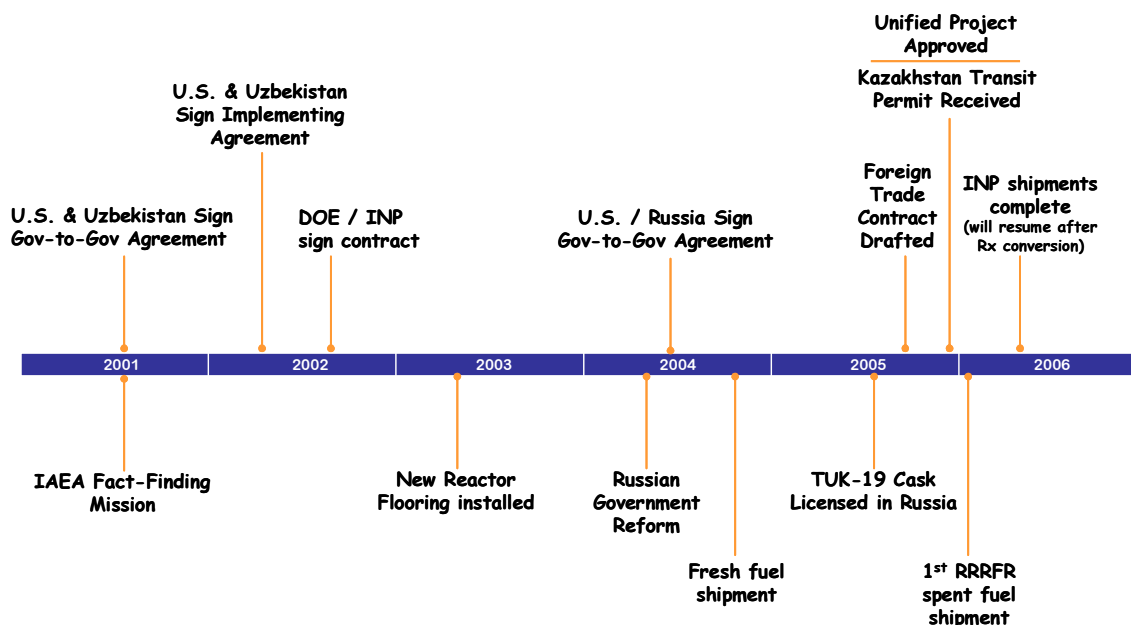 Unified Project
Approved
Kazakhstan Transit
Permit Received
U.S. & Uzbekistan
Sign Implementing
Agreement
Foreign
Trade
Contract
Drafted
INP shipments
complete
(will resume after
Rx conversion)
U.S. & Uzbekistan Sign
Gov-to-Gov Agreement
DOE / INP
sign contract
U.S. / Russia Sign
Gov-to-Gov Agreement
2001
2002
2003
2004
2005
2006
IAEA Fact-Finding
Mission
New Reactor
Flooring installed
Russian
Government
Reform
TUK-19 Cask
Licensed in Russia
Fresh fuel
shipment
1st RRRFR
spent fuel
shipment